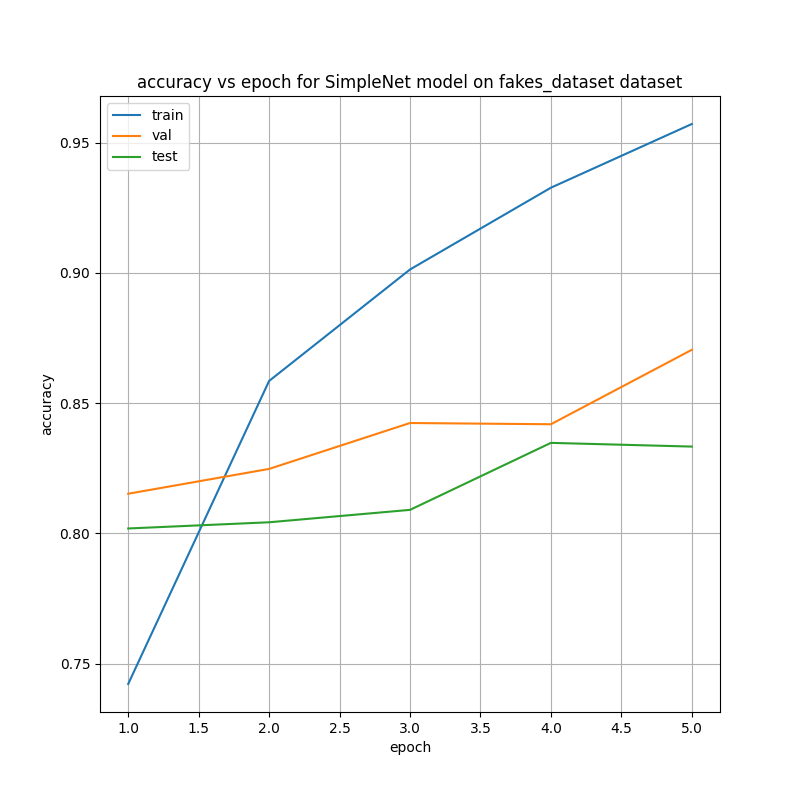 accuracy vs epoch for SimpleNet model on fakes_dataset dataset
train
val
test
0.95
0.90
0.85
0.80
0.75
accuracy
1.0 1.5 2.0 2.5 3.0 3.5 4.0 4.5 5.0
epoch